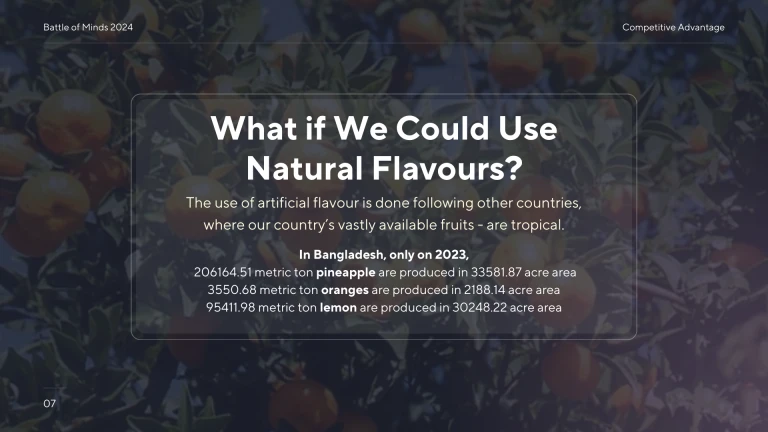 Battle of Minds 2024
Competitive Advantage
What if We Could Use
Natural Flavours?
The use of artificial flavour is done following other countries,
where our country's vastly available fruits - are tropical.
In Bangladesh, only on 2023,
206164.51 metric ton pineapple are produced in 33581.87 acre area
3550.68 metric ton oranges are produced in 2188.14 acre area
95411.98 metric ton lemon are produced in 30248.22 acre area
07